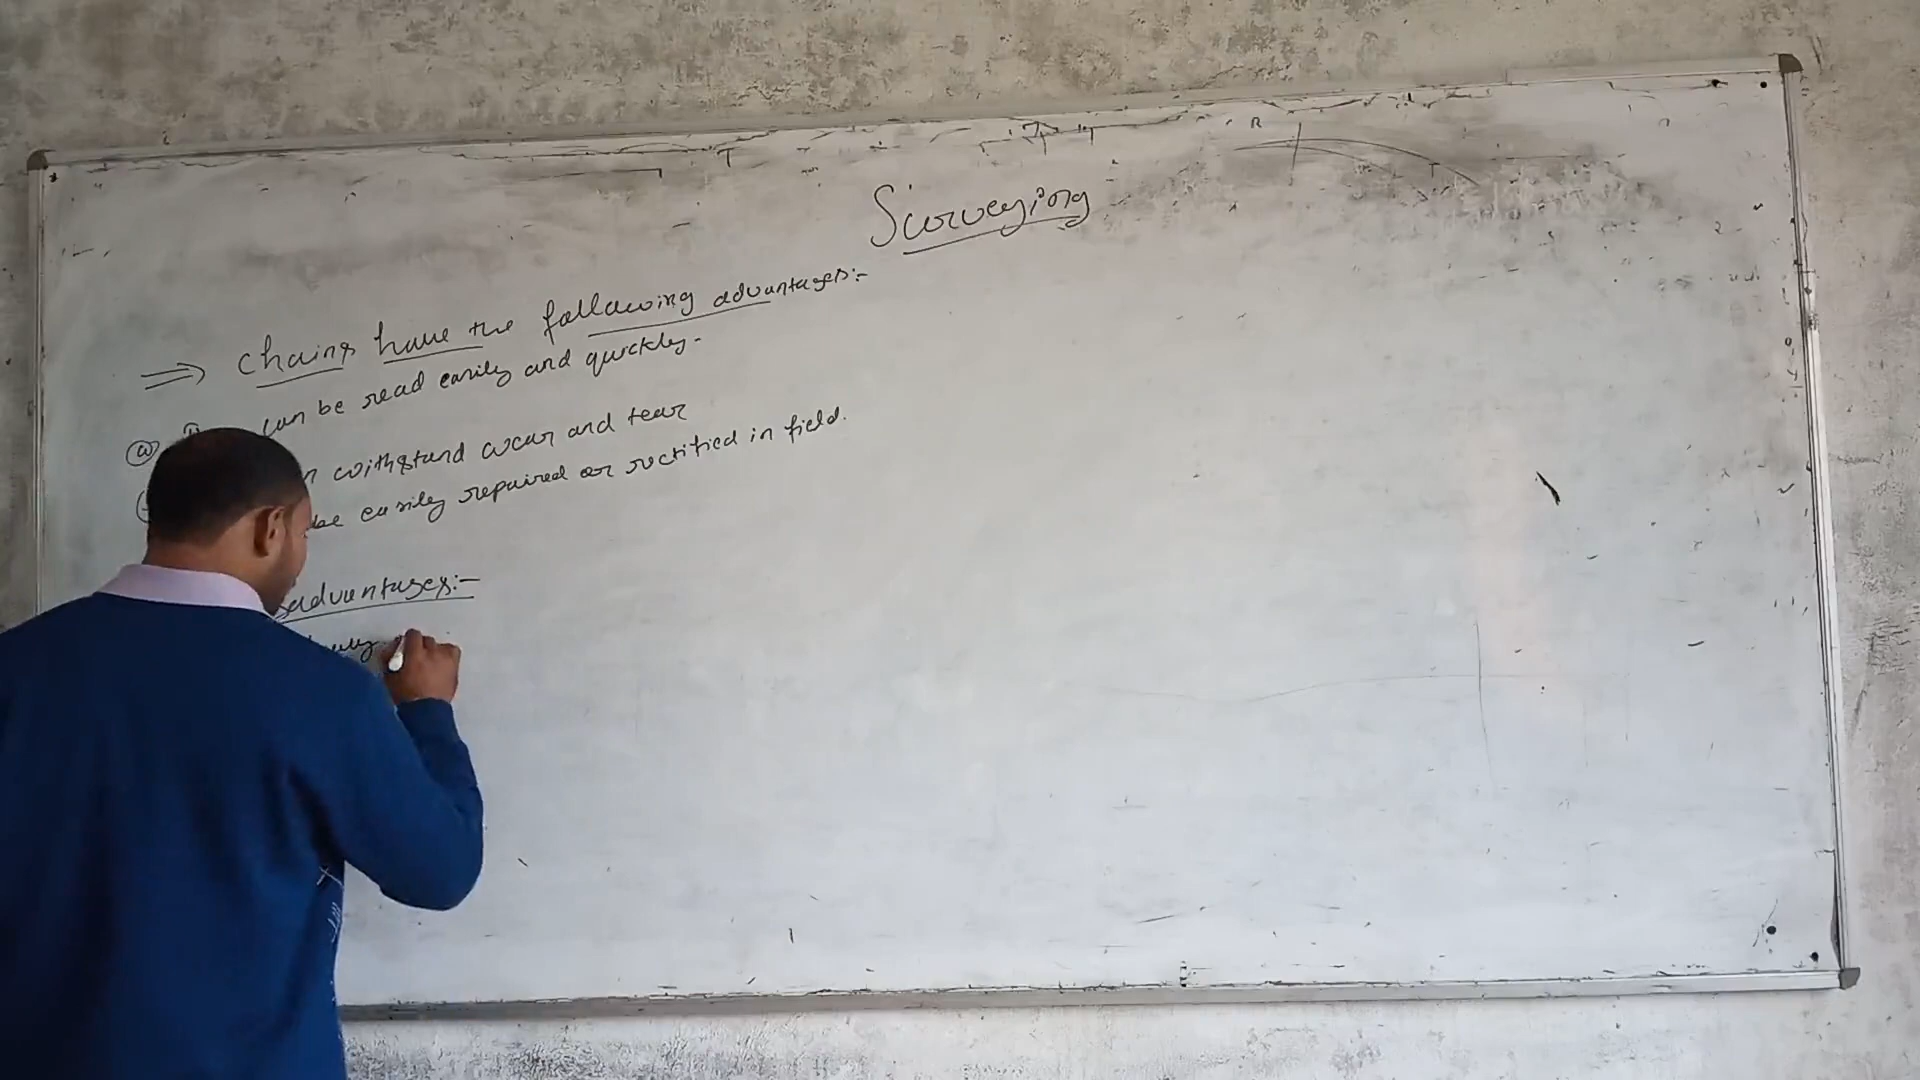 Surveying
⇒ Chains have the following advantages:-
(a) can be read easily and quickly.
withstand wear and tear
be easily repaired or rectified in field.
sadvantages:-